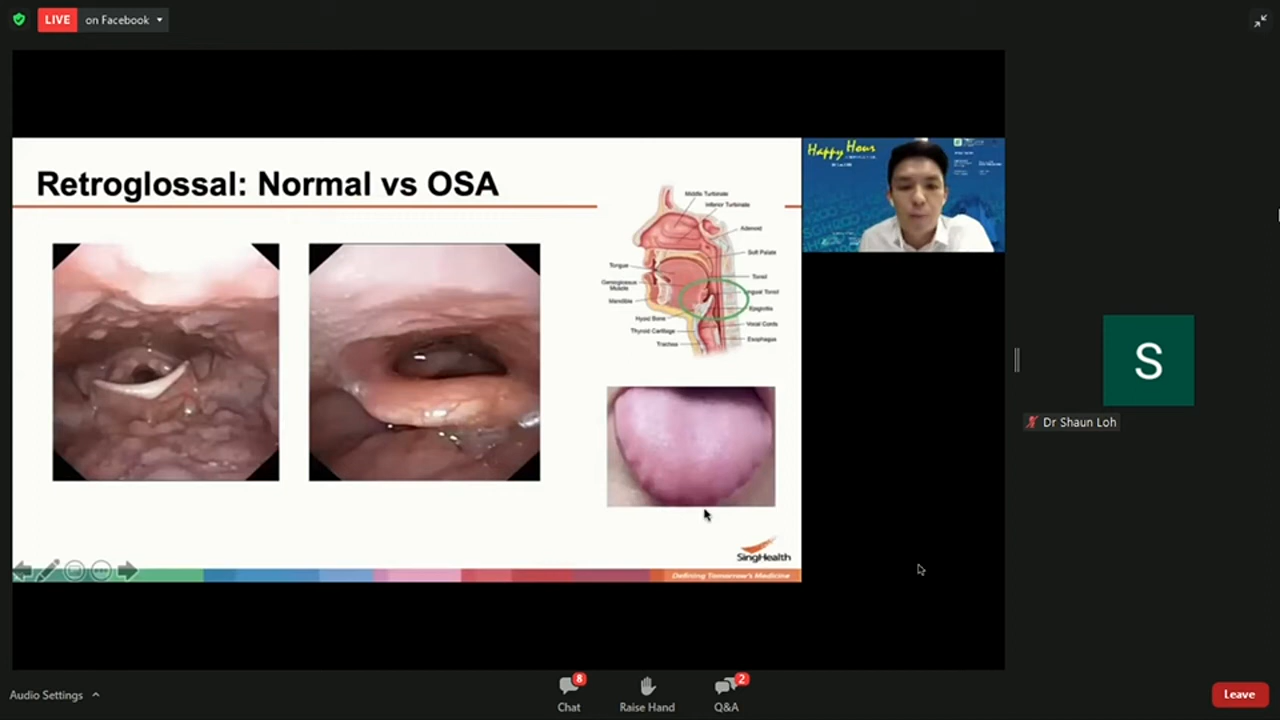 LIVE on Facebook
Retroglossal: Normal vs OSA
Middle Turbinate
Inferior Turbinate
Adenoid
Soft Palate
Tonsil
Lingual Tonsil
Epiglottis
Vocal Cords
Esophagus
Tongue
Genioglossus
Muscle
Mandible
Hyoid Bone
Thyroid Cartilage
Trachea
SingHealth
Defining Tomorrow's Medicine
Happy Hour
S
Dr Shaun Loh
Audio Settings
8
Chat
Raise Hand
2
Q&A
Leave